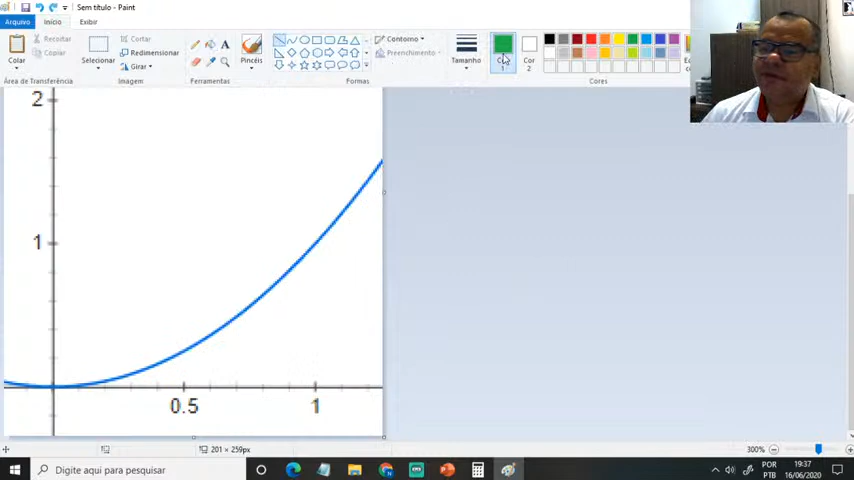 Sem título - Paint
Arquivo
Início
Exibir
Colar
Recortar
Copiar
Área de Transferência
Selecionar
Cortar
Redimensionar
Girar
Imagem
A
Ferramentas
Pincéis
Contorno
Preenchimento
Formas
Tamanho
1
Cor
2
Cores
2
1
0.5
1
201 × 259px
300%
Digite aqui para pesquisar
POR
PTB
19:37
16/06/2020